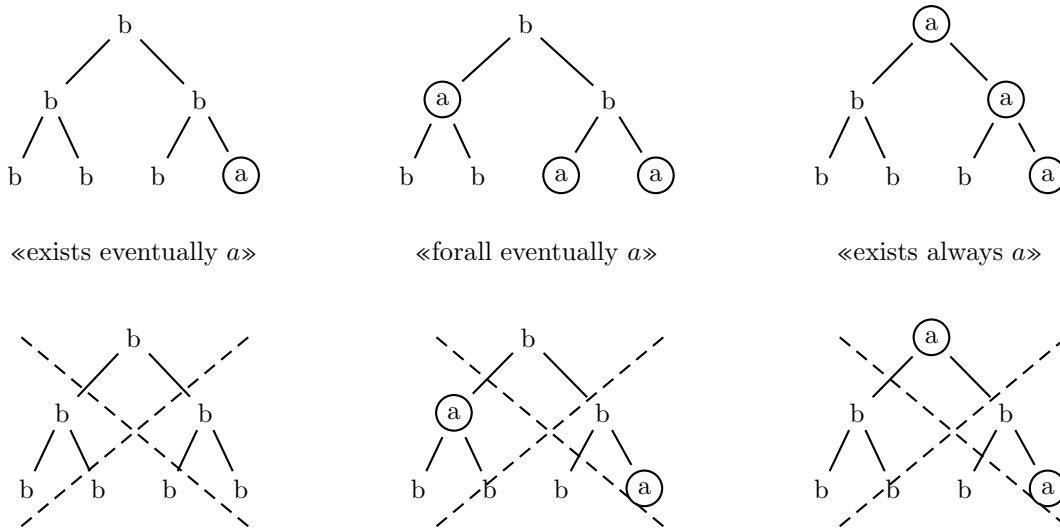 b b a
b a b b a
b b b a b b a a b b b a
«exists eventually a» «forall eventually a» «exists always a»
b b a
b b a b b b
b b b b b b b a b b b a